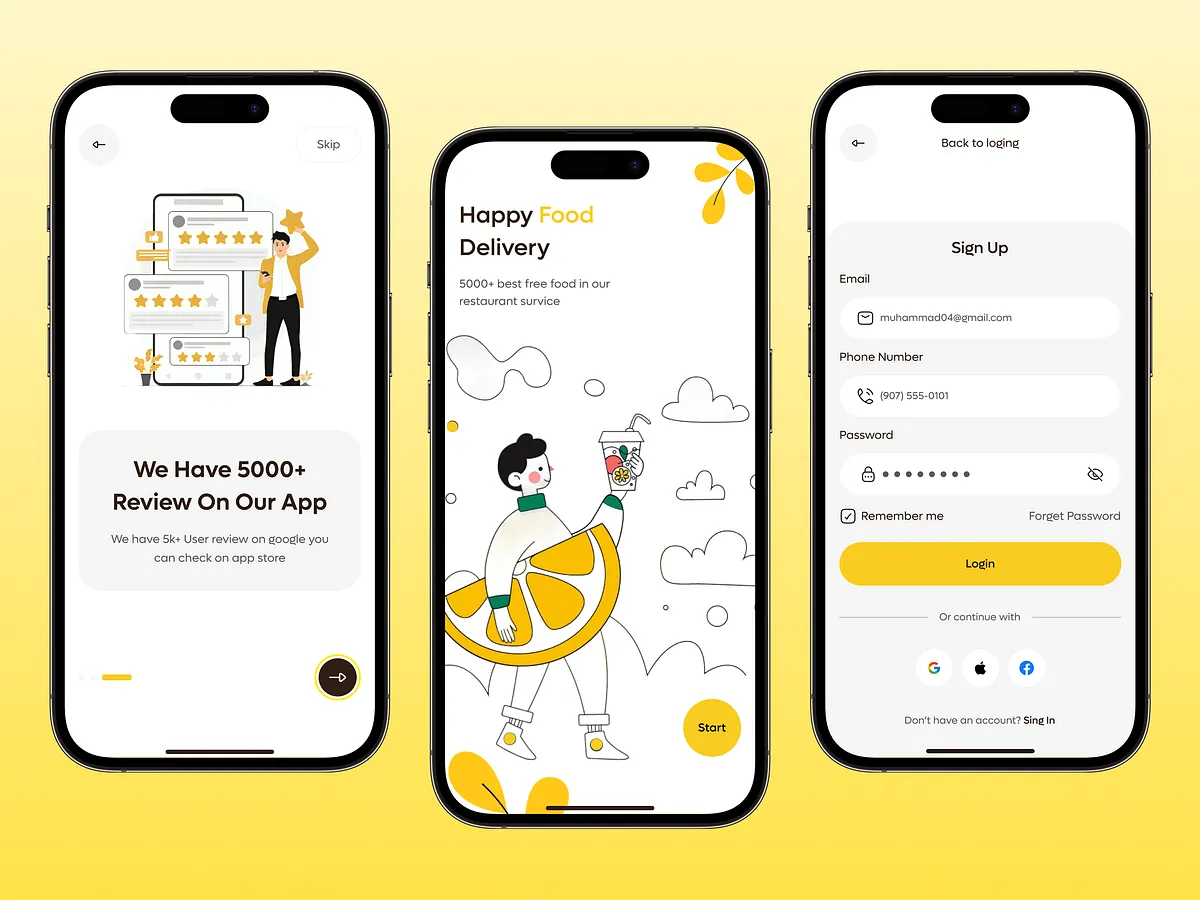 Skip
We Have 5000+
Review On Our App
We have 5k+ User review on google you
can check on app store
Happy Food
Delivery
5000+ best free food in our
restaurant survice
Start
Back to loging
Sign Up
Email
muhammad04@gmail.com
Phone Number
(907) 555-0101
Password
Remember me
Forget Password
Login
Or continue with
Don't have an account? Sing In